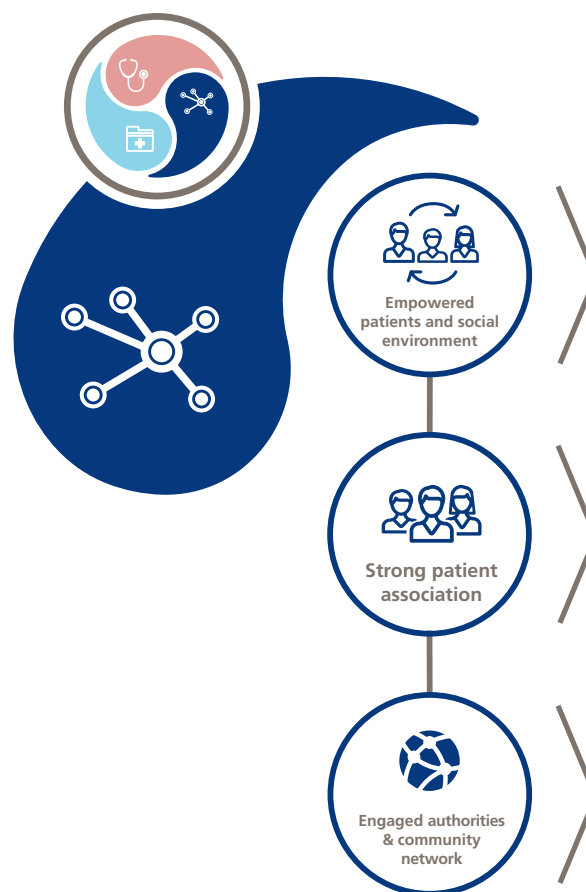 Empowered
patients and social
environment
Strong patient
association
Engaged authorities
& community
network